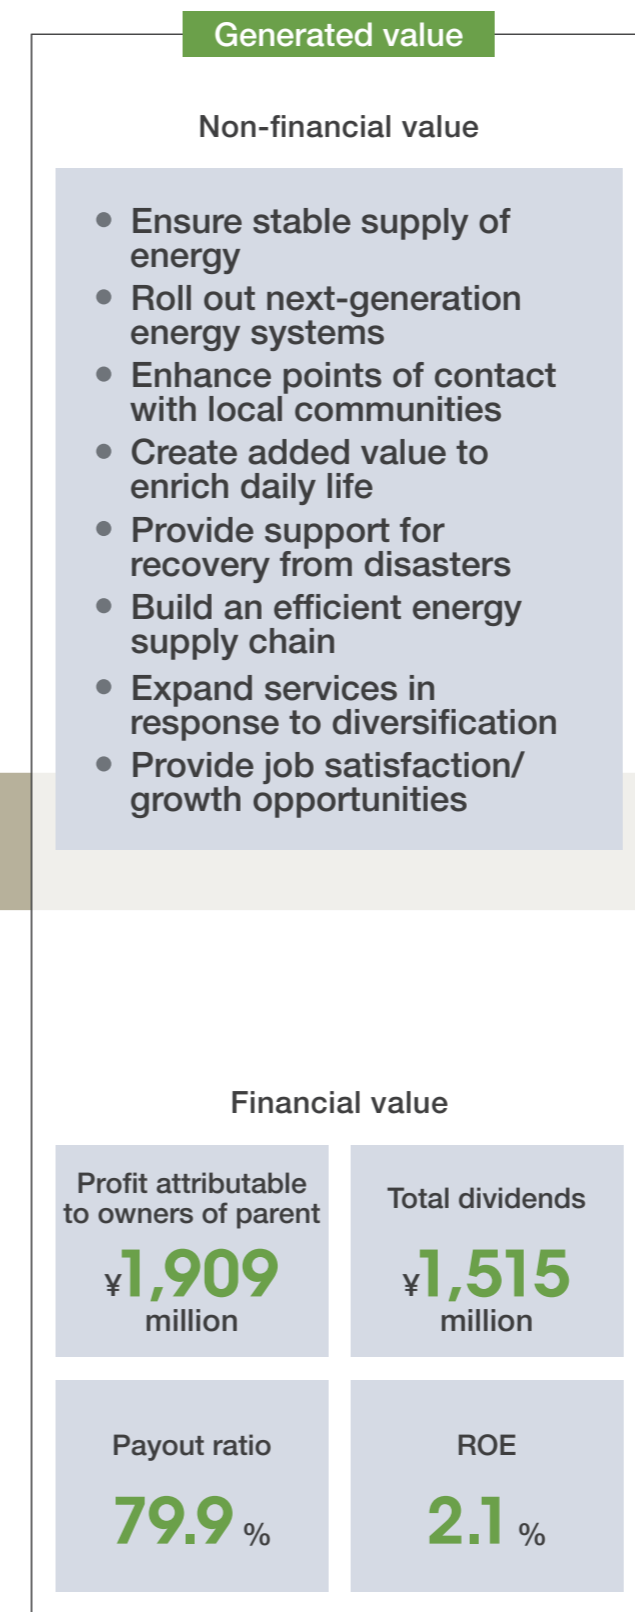 Generated value
Non-financial value
• Ensure stable supply of
energy
• Roll out next-generation
energy systems
• Enhance points of contact
with local communities
• Create added value to
enrich daily life
• Provide support for
recovery from disasters
• Build an efficient energy
supply chain
• Expand services in
response to diversification
• Provide job satisfaction/
growth opportunities
Financial value
Profit attributable
to owners of parent
¥1,909
million
Total dividends
¥1,515
million
Payout ratio
79.9 %
ROE
2.1 %